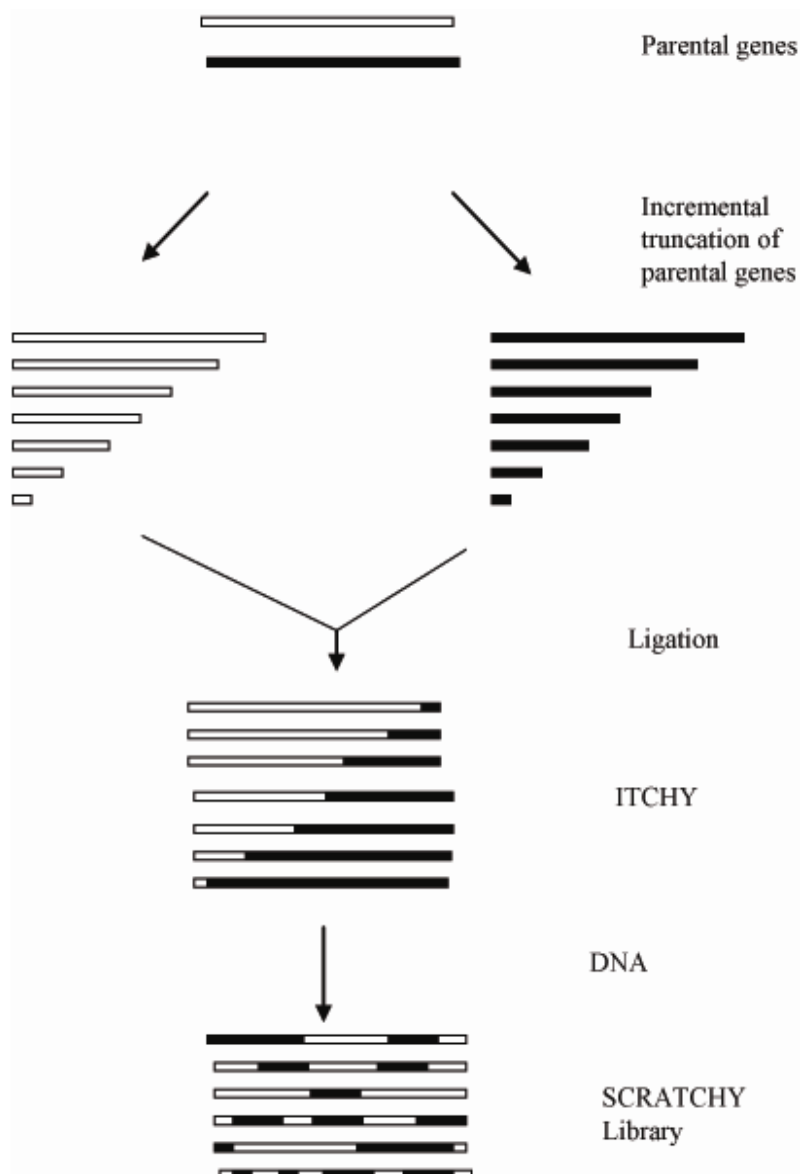 Parental genes
Incremental
truncation of
parental genes
Ligation
ITCHY
DNA
SCRATCHY
Library